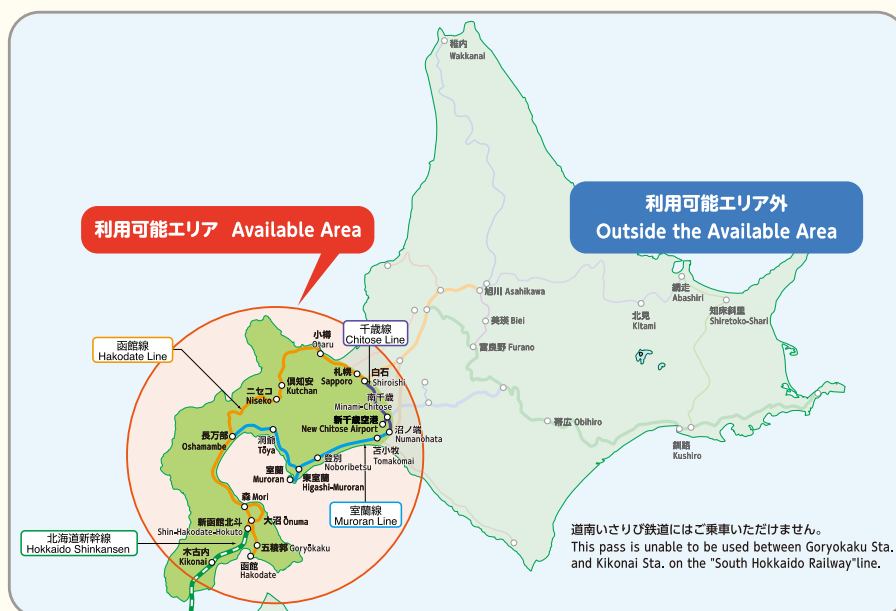 稚内
Wakkanai
利用可能エリア Available Area
利用可能エリア外
Outside the Available Area
旭川 Asahikawa
網走
Abashiri
知床斜里
Shiretoko-Shari
北見
Kitami
美瑛 Biei
富良野 Furano
千歳線
Chitose Line
小樽
Otaru
函館線
Hakodate Line
札幌
Sapporo
白石
Shiroishi
倶知安
Kutchan
ニセコ
Niseko
南千歳
Minami-Chitose
新千歳空港
New Chitose Airport
沼ノ端
Numanohata
帯広 Obihiro
釧路
Kushiro
長万部
Oshamambe
洞爺
Tōya
苫小牧
Tomakomai
登別
Noboribetsu
室蘭
Muroran
東室蘭
Higashi-Muroran
室蘭線
Muroran Line
森 Mori
新函館北斗
Shin-Hakodate-Hokuto
大沼 Ōnuma
北海道新幹線
Hokkaido Shinkansen
木古内
Kikonai
五稜郭 Goryōkaku
函館
Hakodate
道南いさりび鉄道にはご乗車いただけません。
This pass is unable to be used between Goryokaku Sta.
and Kikonai Sta. on the "South Hokkaido Railway"line.